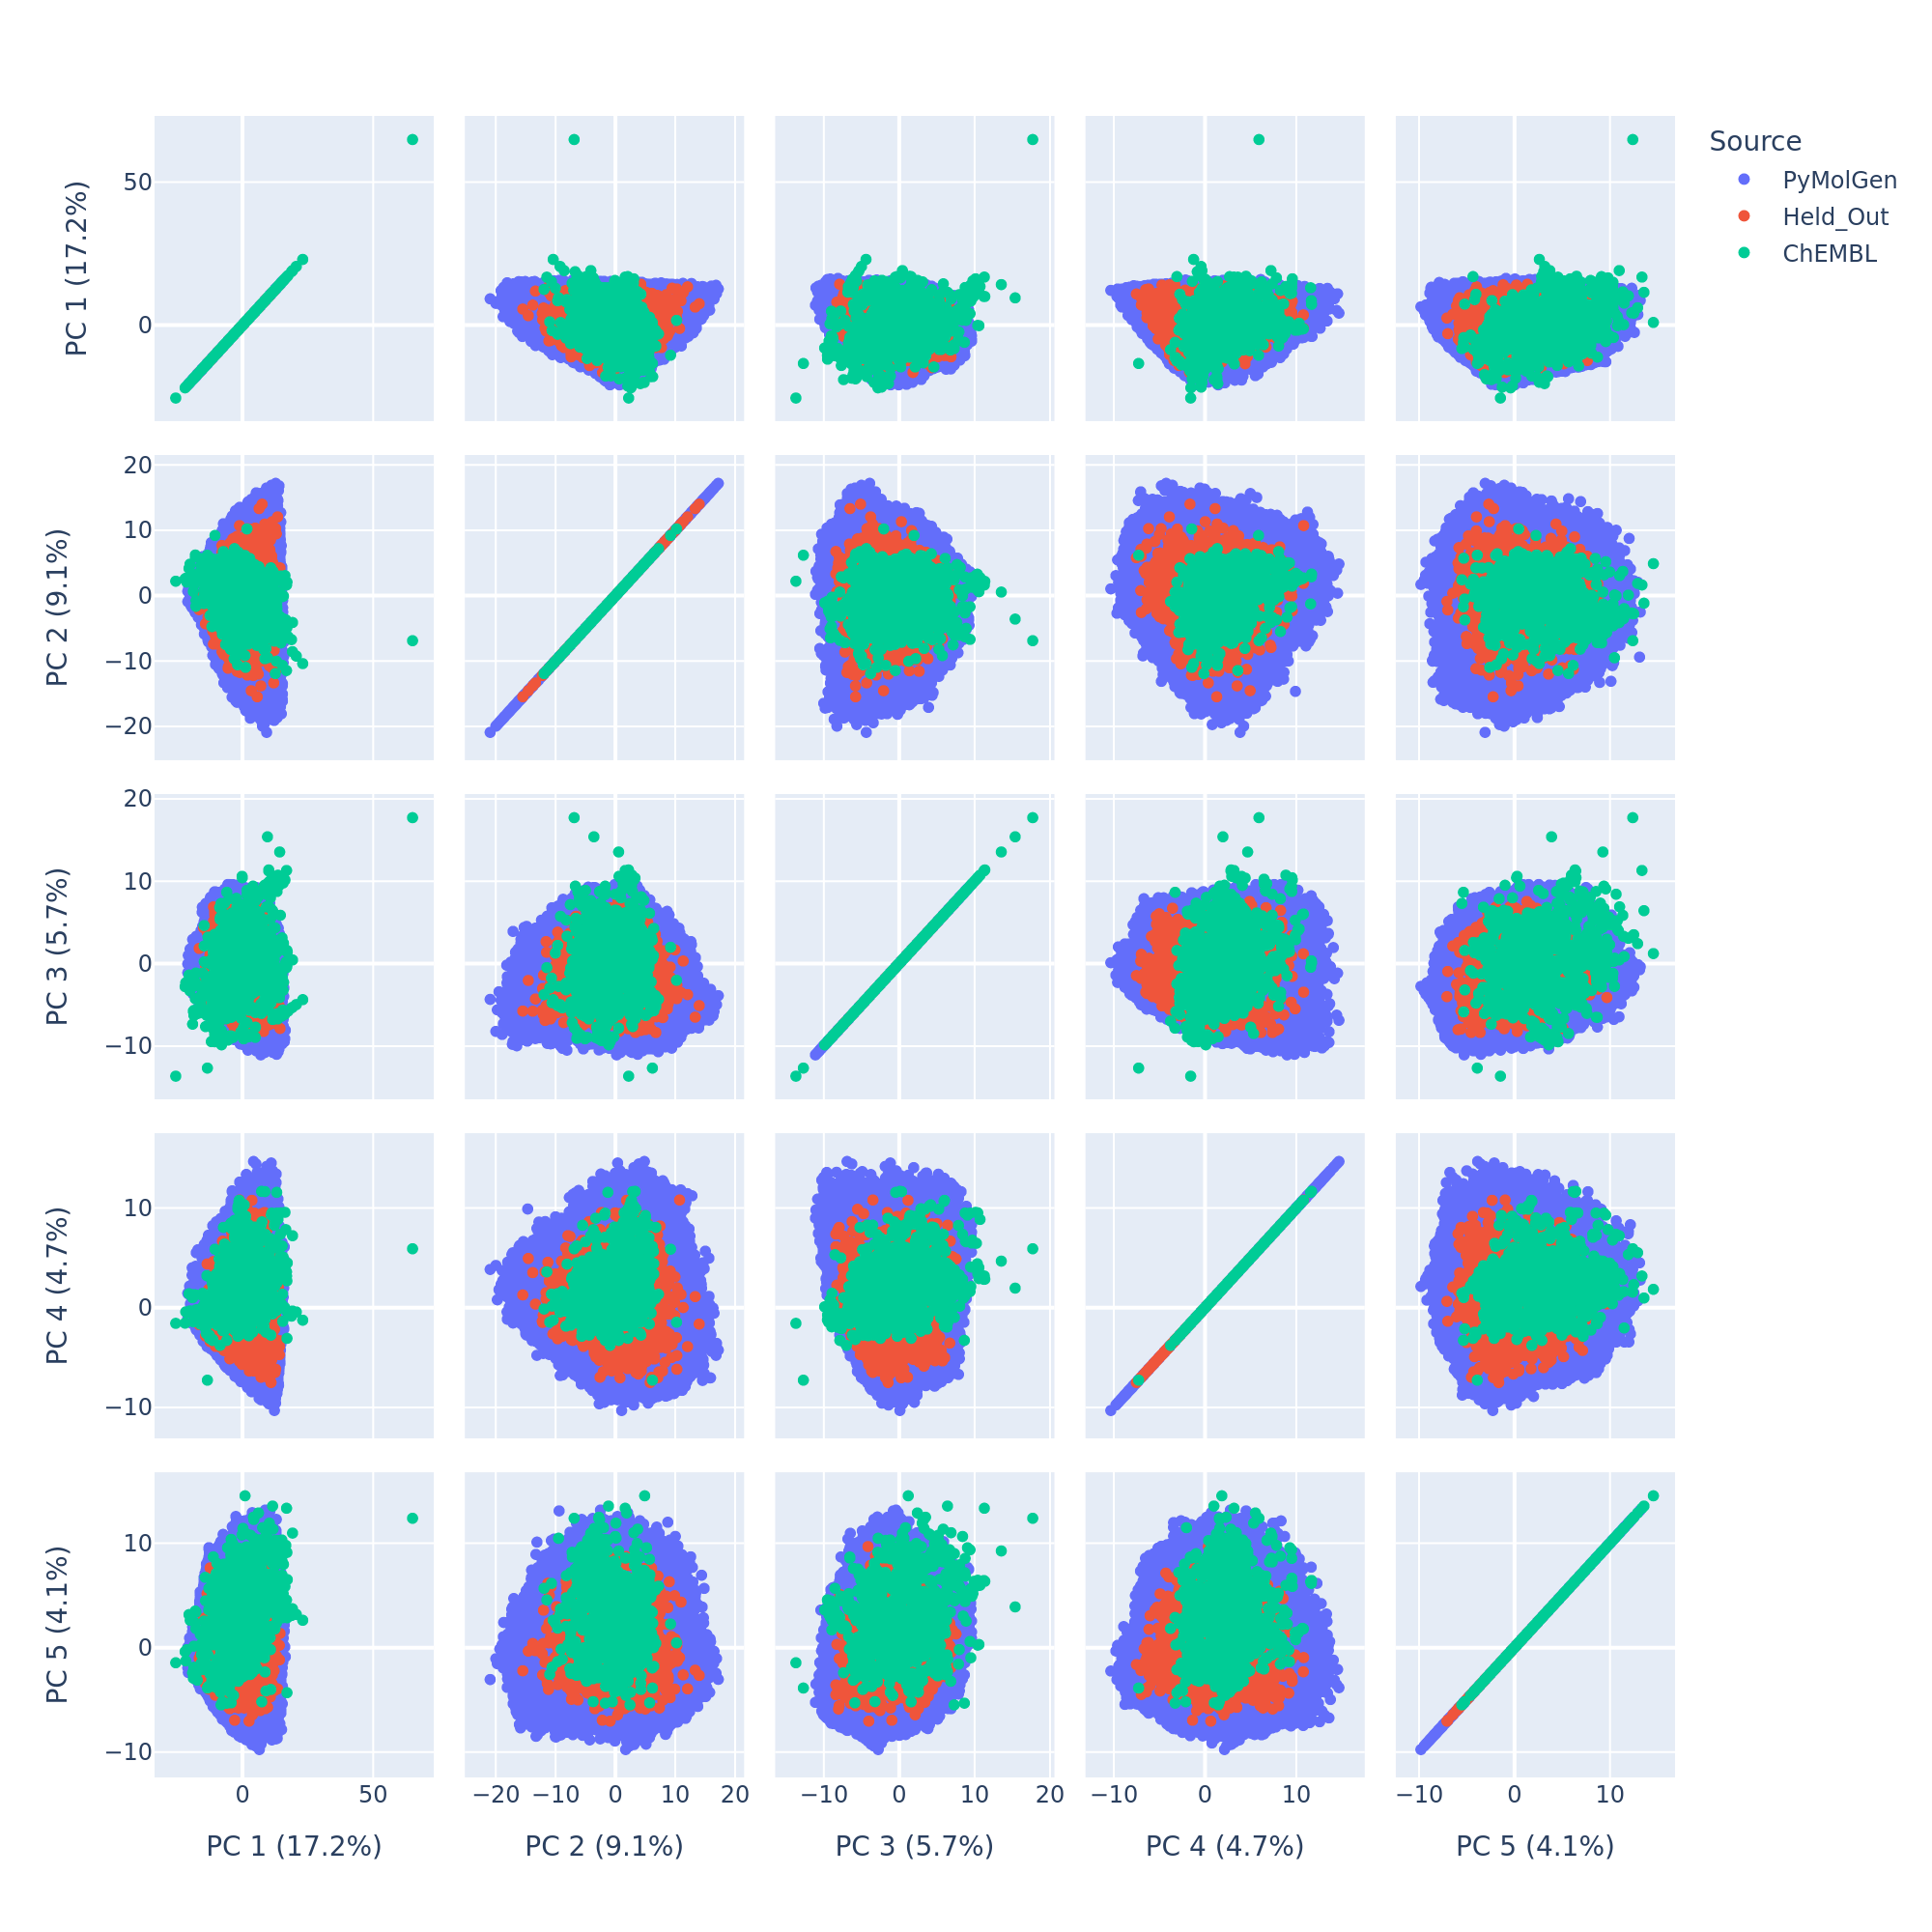 Source
PyMolGen
Held_Out
ChEMBL
PC 1 (17.2%)
50
0
PC 2 (9.1%)
20
10
0
−10
−20
PC 3 (5.7%)
20
10
0
−10
PC 4 (4.7%)
10
0
−10
PC 5 (4.1%)
10
0
−10
0 50 −20 −10 0 10 20 −10 0 10 20 −10 0 10 −10 0 10
PC 1 (17.2%) PC 2 (9.1%) PC 3 (5.7%) PC 4 (4.7%) PC 5 (4.1%)